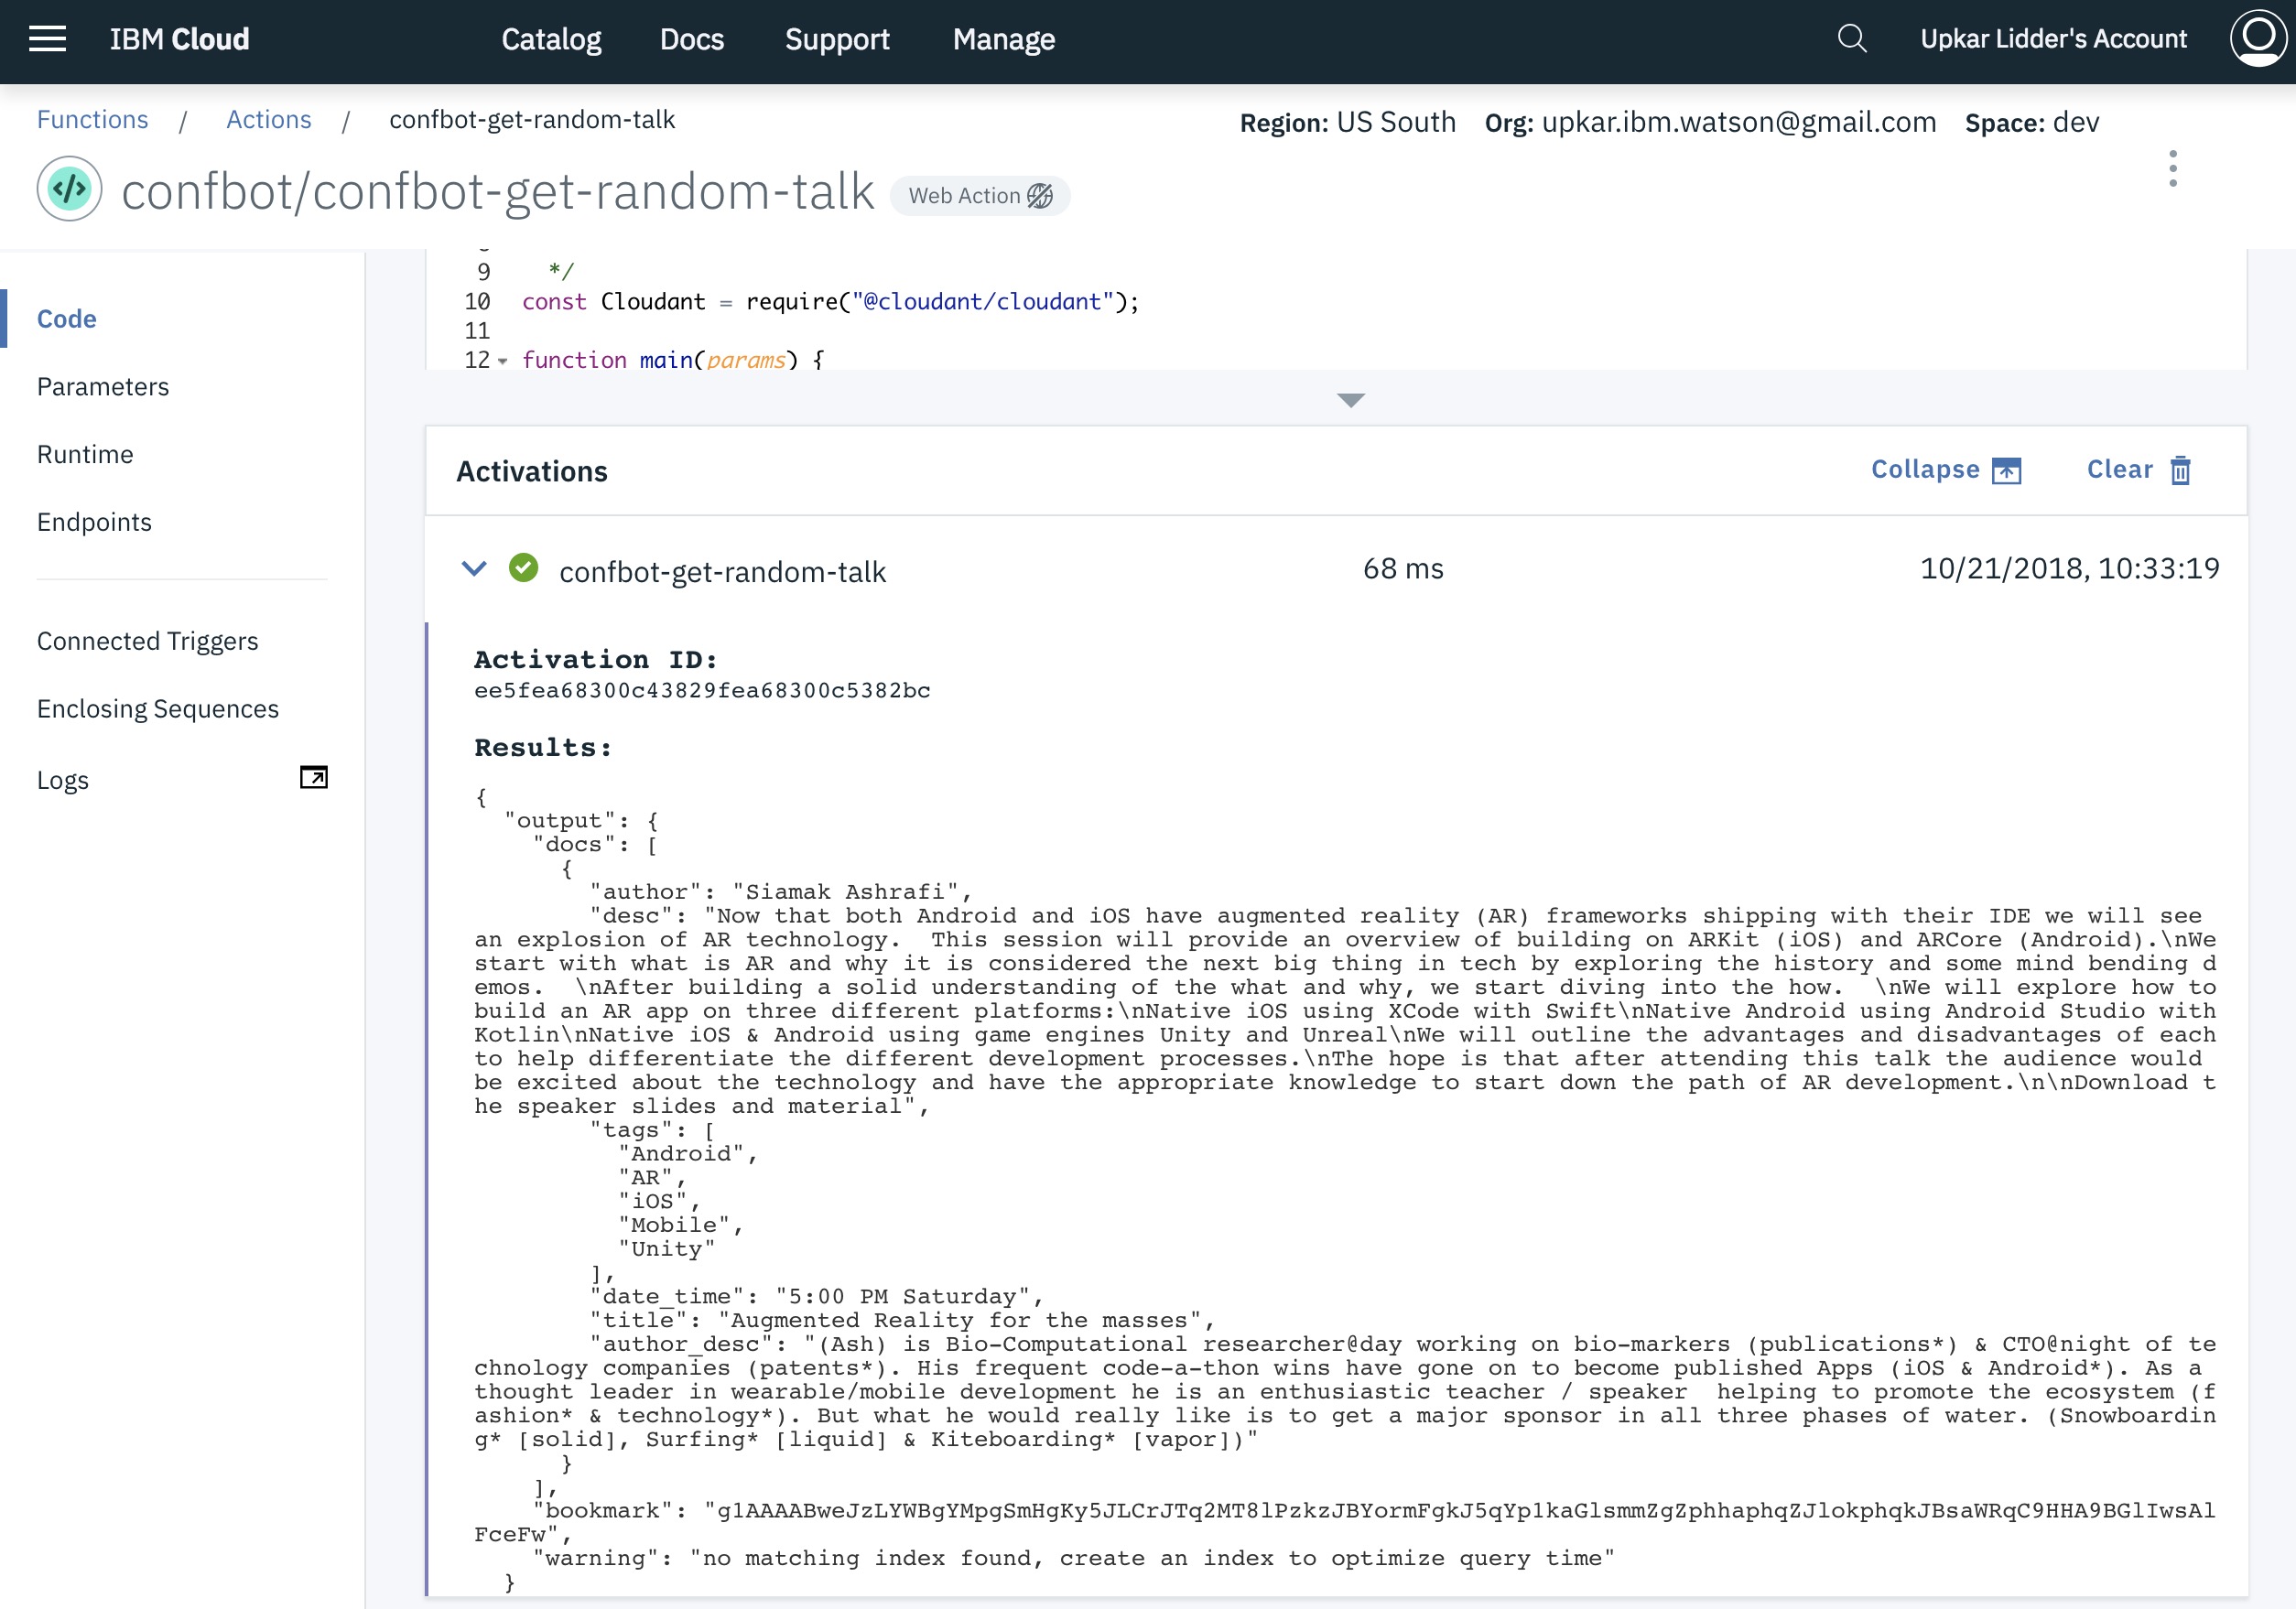 IBM Cloud Catalog Docs Support Manage Upkar Lidder's Account
Functions / Actions / confbot-get-random-talk Region: US South Org: upkar.ibm.watson@gmail.com Space: dev
</> confbot/confbot-get-random-talk Web Action
Code
Parameters
Runtime
Endpoints
Connected Triggers
Enclosing Sequences
Logs
9 */
10 const Cloudant = require("@cloudant/cloudant");
11
12 function main(params) {
Activations Collapse Clear
confbot-get-random-talk 68 ms 10/21/2018, 10:33:19
Activation ID:
ee5fea68300c43829fea68300c5382bc
Results:
{
"output": {
"docs": [
{
"author": "Siamak Ashrafi",
"desc": "Now that both Android and iOS have augmented reality (AR) frameworks shipping with their IDE we will see
an explosion of AR technology.  This session will provide an overview of building on ARKit (iOS) and ARCore (Android).\nWe
start with what is AR and why it is considered the next big thing in tech by exploring the history and some mind bending d
emos.  \nAfter building a solid understanding of the what and why, we start diving into the how.  \nWe will explore how to
build an AR app on three different platforms:\nNative iOS using XCode with Swift\nNative Android using Android Studio with
Kotlin\nNative iOS & Android using game engines Unity and Unreal\nWe will outline the advantages and disadvantages of each
to help differentiate the different development processes.\nThe hope is that after attending this talk the audience would
be excited about the technology and have the appropriate knowledge to start down the path of AR development.\n\nDownload t
he speaker slides and material",
"tags": [
"Android",
"AR",
"iOS",
"Mobile",
"Unity"
],
"date_time": "5:00 PM Saturday",
"title": "Augmented Reality for the masses",
"author_desc": "(Ash) is Bio-Computational researcher@day working on bio-markers (publications*) & CTO@night of te
chnology companies (patents*). His frequent code-a-thon wins have gone on to become published Apps (iOS & Android*). As a
thought leader in wearable/mobile development he is an enthusiastic teacher / speaker  helping to promote the ecosystem (f
ashion* & technology*). But what he would really like is to get a major sponsor in all three phases of water. (Snowboardin
g* [solid], Surfing* [liquid] & Kiteboarding* [vapor])"
}
],
"bookmark": "g1AAAABweJzLYWBgYMpgSmHgKy5JLCrJTq2MT8lPzkzJBYormFgkJ5qYp1kaGlsmmZgZphhaphqZJlokphqkJBsaWRqC9HHA9BGlIwsAl
FceFw",
"warning": "no matching index found, create an index to optimize query time"
}